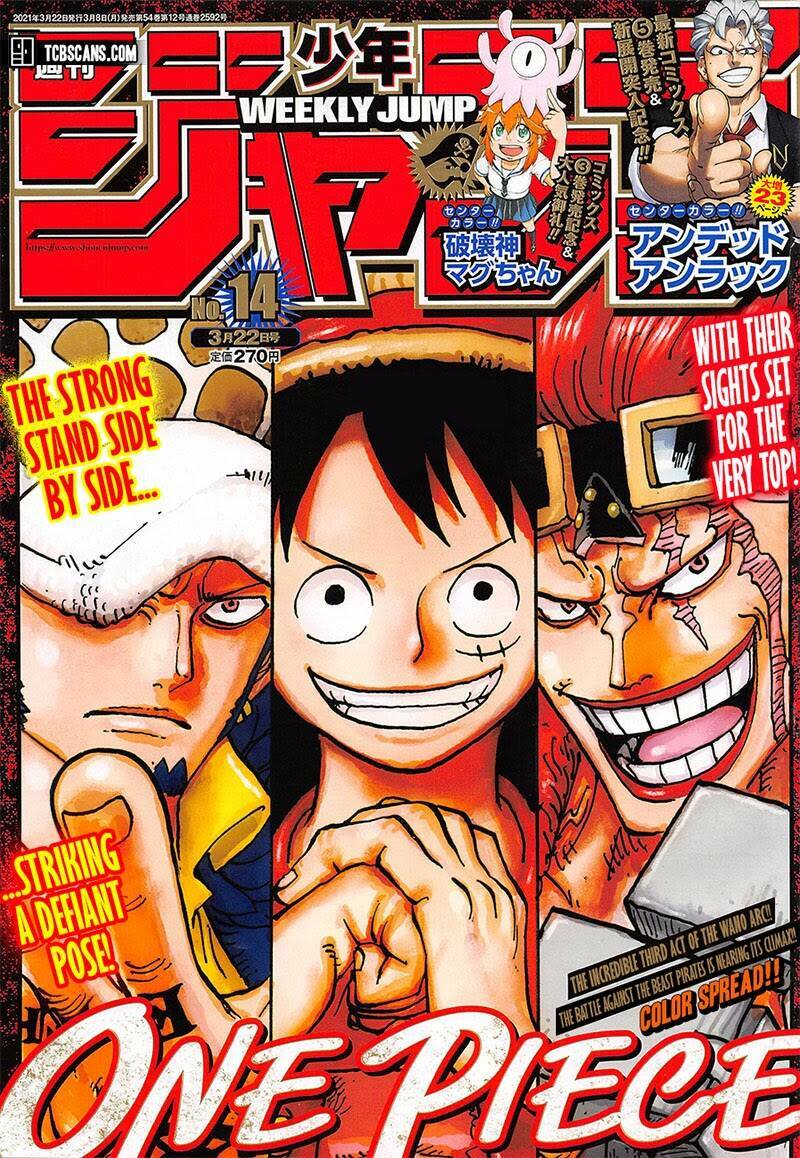 2021年3月22日発行3月8日(月)発売第54巻第12号通巻2592号
TCBSCANS.COM
週刊
少年
ジャンプ
WEEKLY JUMP
https://www.shonenjump.com
最新コミックス
⑤巻発売&
新展開突入記念!!
大増
23
ページ
センターカラー!!
アンデッド
アンラック
コミックス
③巻発売記念&
センター
カラー!!
破壊神
マグちゃん
No.14
3月22日号
定価270円
THE STRONG
STAND SIDE
BY SIDE...
WITH THEIR
SIGHTS SET
FOR THE
VERY TOP!
...STRIKING
A DEFIANT
POSE!
THE INCREDIBLE THIRD ACT OF THE WANO ARC!!
THE BATTLE AGAINST THE BEAST PIRATES IS NEARING ITS CLIMAX!!
COLOR SPREAD!!
ONE PIECE